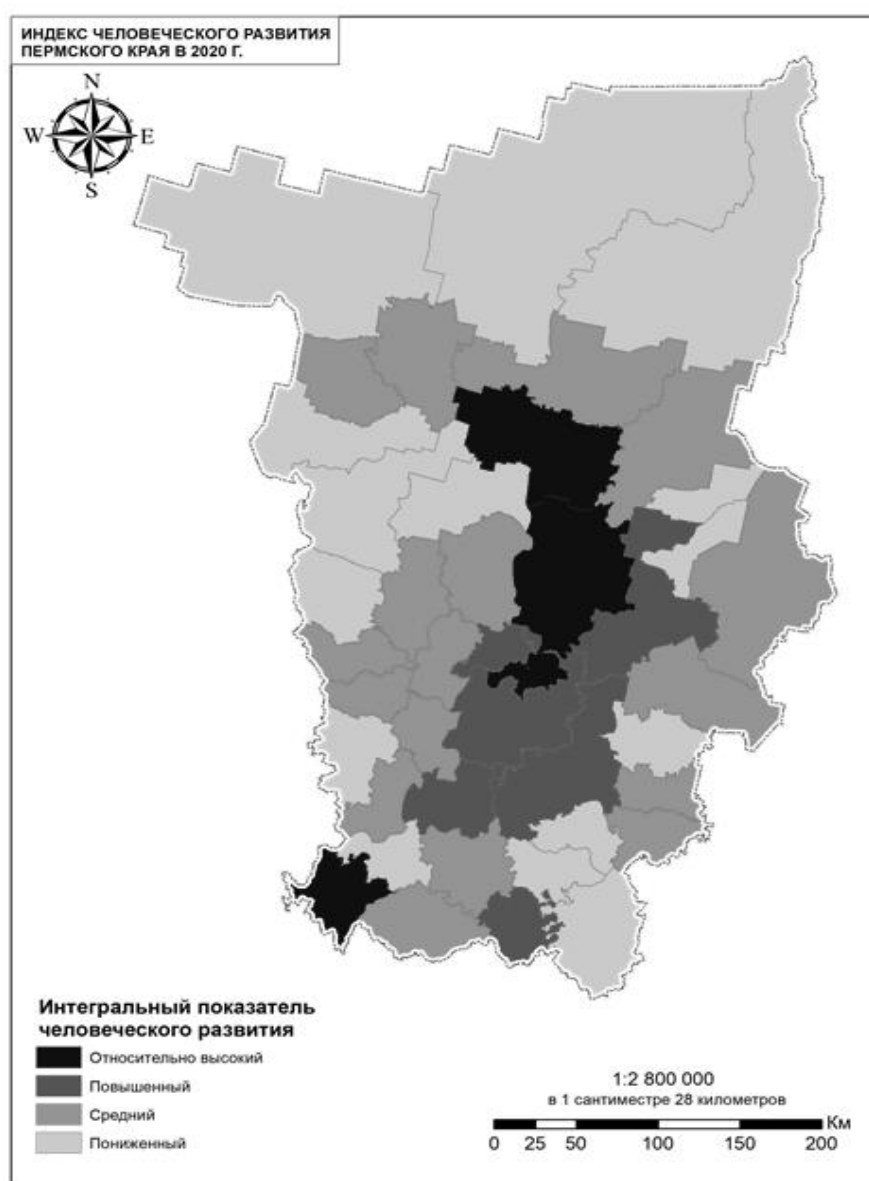 ИНДЕКС ЧЕЛОВЕЧЕСКОГО РАЗВИТИЯ
ПЕРМСКОГО КРАЯ В 2020 Г.
N
W E
S
Интегральный показатель
человеческого развития
Относительно высокий
Повышенный
Средний
Пониженный
1:2 800 000
в 1 сантиместре 28 километров
Км
0 25 50 100 150 200